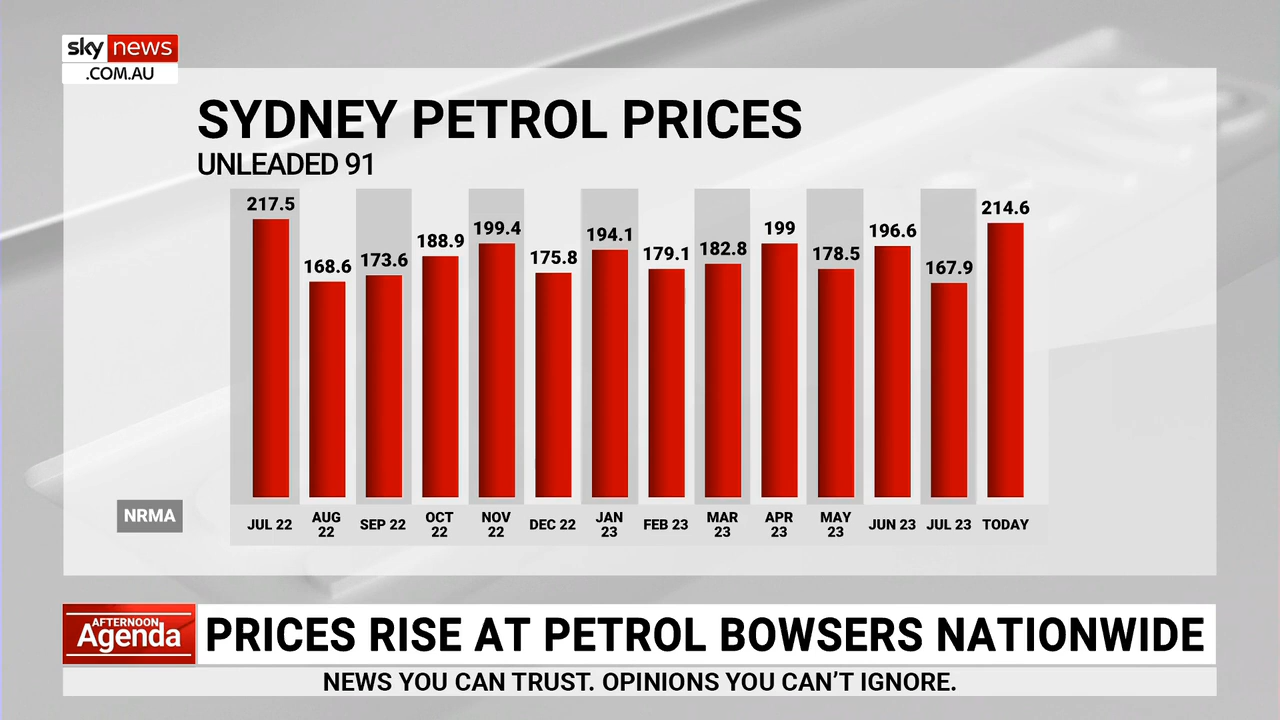 sky news
.COM.AU
SYDNEY PETROL PRICES
UNLEADED 91
217.5
168.6
173.6
188.9
199.4
175.8
194.1
179.1
182.8
199
178.5
196.6
167.9
214.6
NRMA
JUL 22
AUG
22
SEP 22
OCT
22
NOV
22
DEC 22
JAN
23
FEB 23
MAR
23
APR
23
MAY
23
JUN 23
JUL 23
TODAY
AFTERNOON
Agenda
PRICES RISE AT PETROL BOWSERS NATIONWIDE
NEWS YOU CAN TRUST. OPINIONS YOU CAN'T IGNORE.